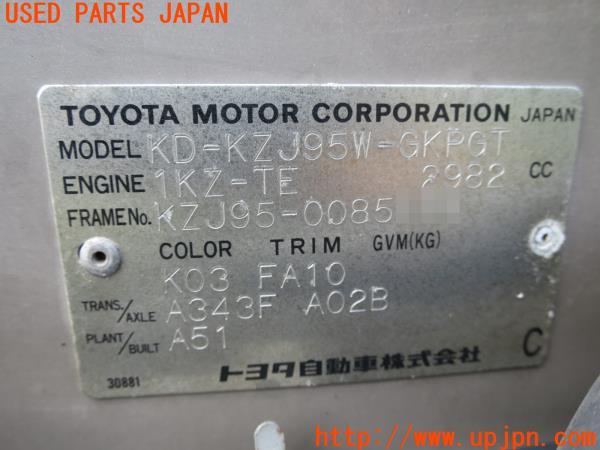 USED PARTS JAPAN
TOYOTA MOTOR CORPORATION JAPAN
MODEL KD-KZJ95W-GKPGT
ENGINE 1KZ-TE 2982 CC
FRAME No. KZJ95-0085
COLOR TRIM GVM(KG)
K03 FA10
TRANS./AXLE A343F A02B
PLANT/BUILT A51
トヨタ自動車株式会社 C
30881
http://www.upjpn.com/